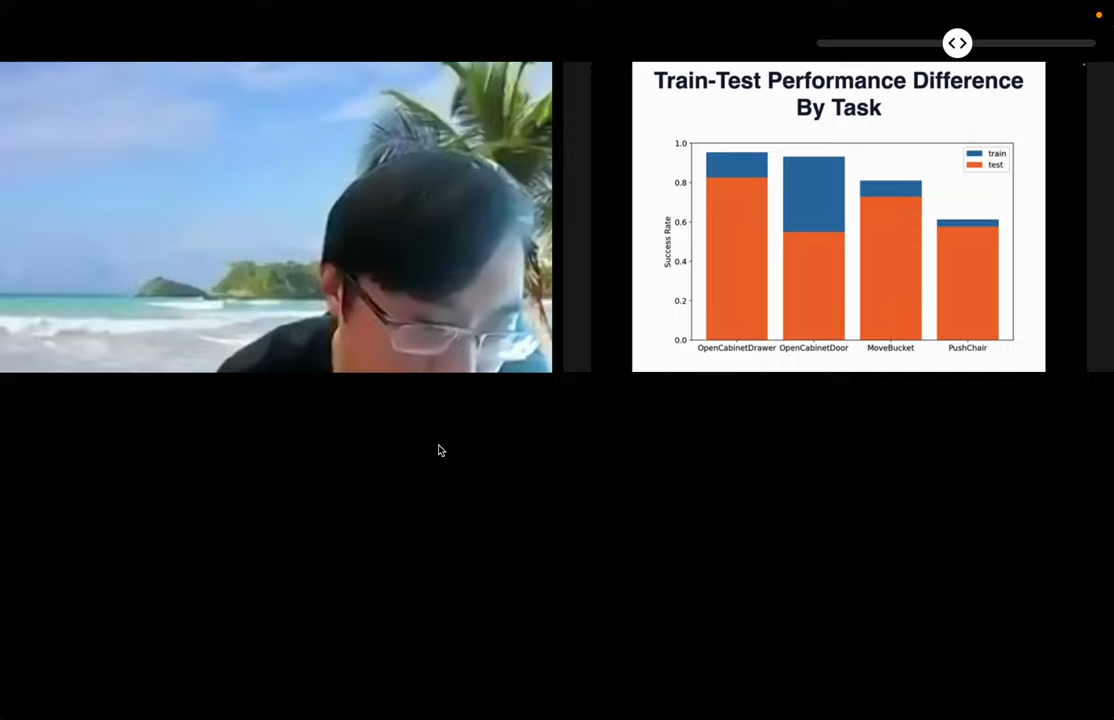 Train-Test Performance Difference
By Task
1.0
train
test
0.8
0.6
Success Rate
0.4
0.2
0.0
OpenCabinetDrawer OpenCabinetDoor MoveBucket PushChair